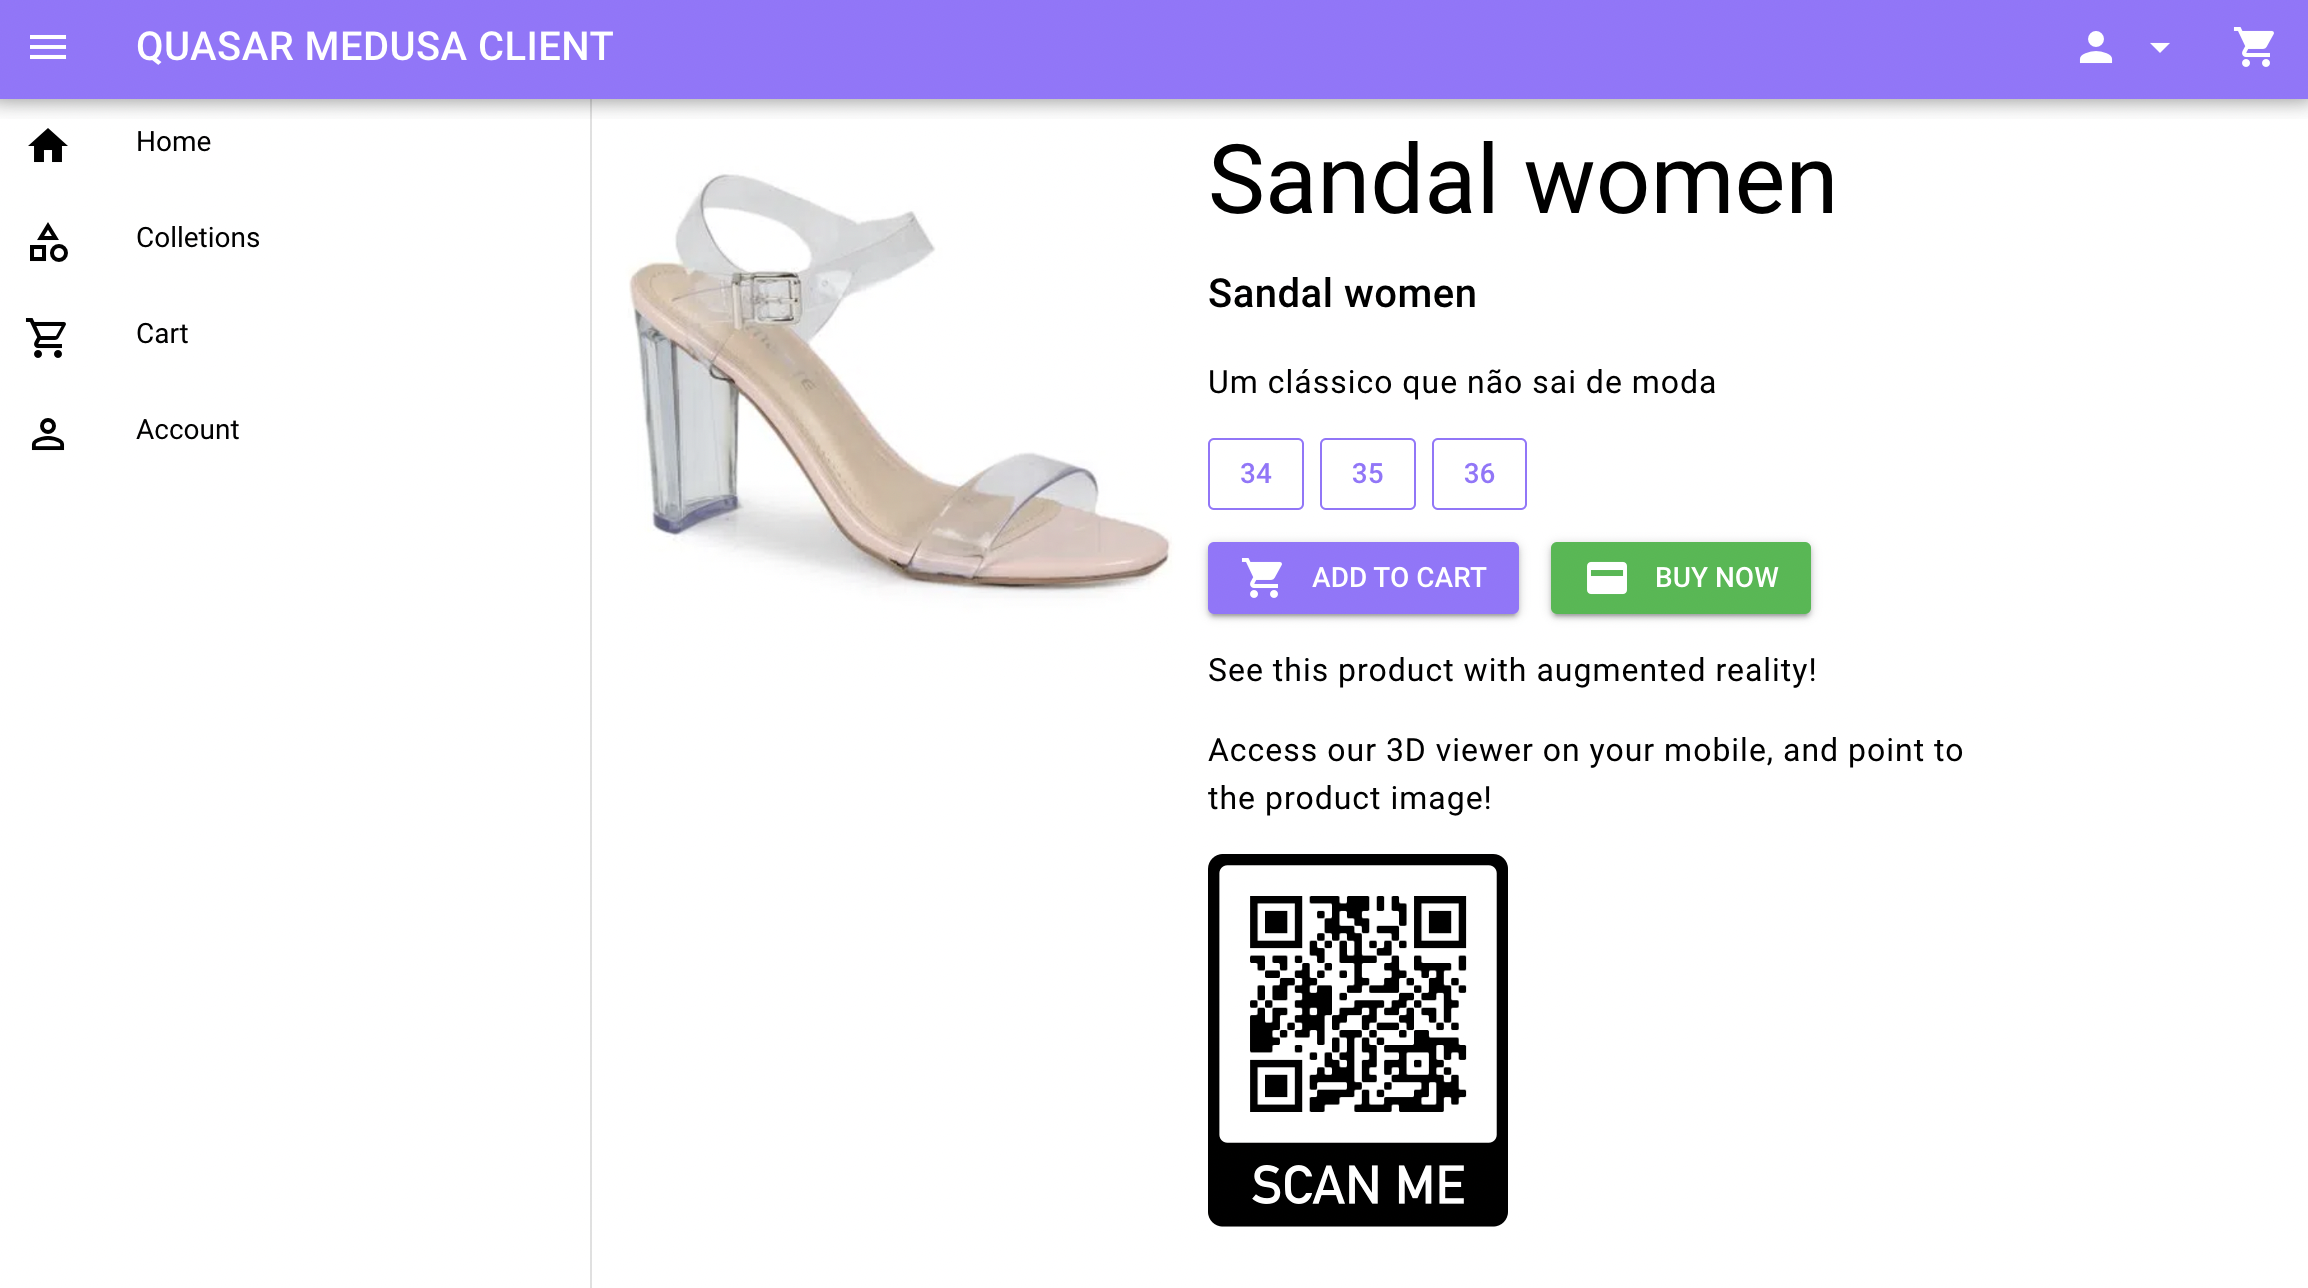 QUASAR MEDUSA CLIENT
Home
Colletions
Cart
Account
Sandal women
Sandal women
Um clássico que não sai de moda
34 35 36
ADD TO CART BUY NOW
See this product with augmented reality!
Access our 3D viewer on your mobile, and point to
the product image!
SCAN ME